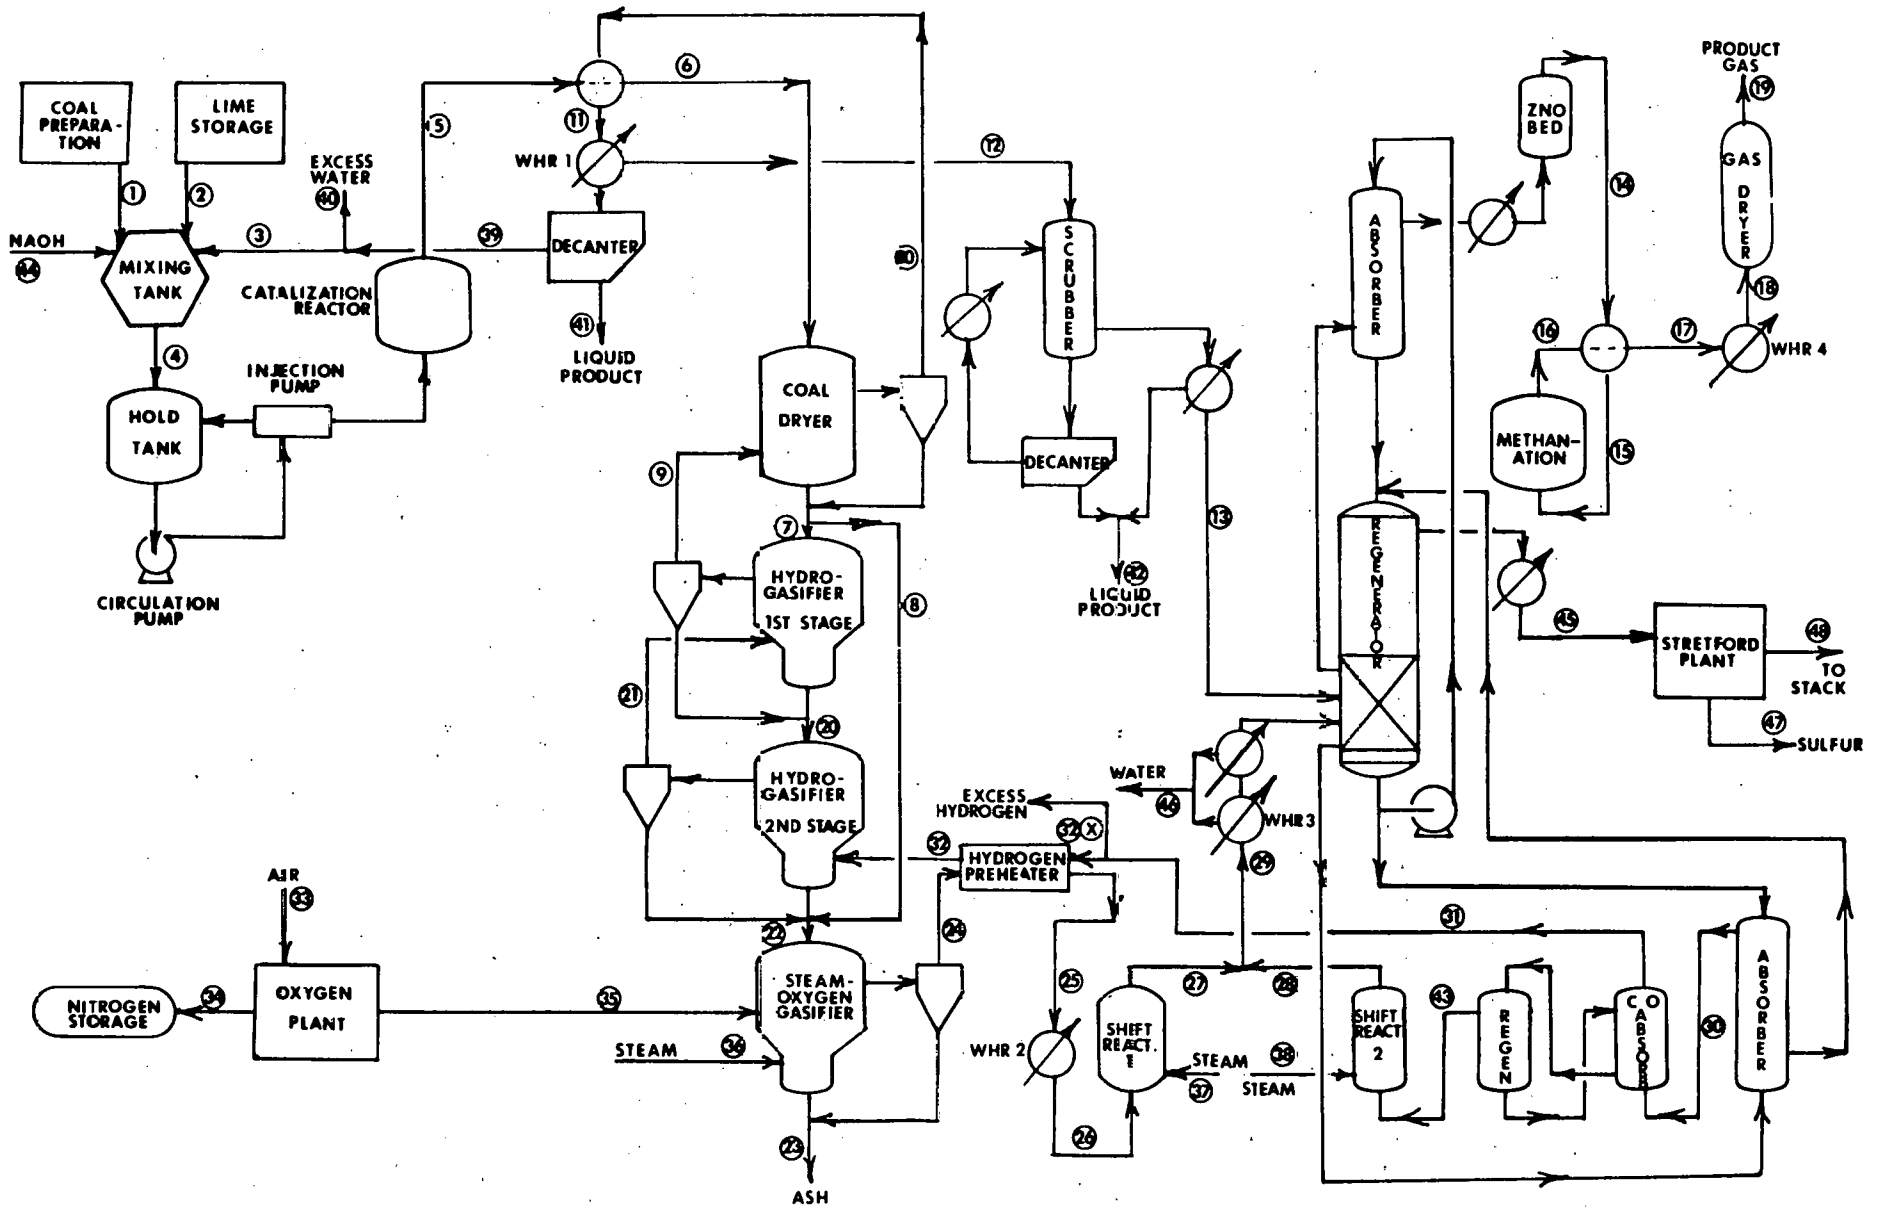 COAL
PREPARA-
TION
LIME
STORAGE
1
2
NAOH
44
MIXING
TANK
3
EXCESS
WATER
40
39
4
HOLD
TANK
CIRCULATION
PUMP
INJECTION
PUMP
CATALIZATION
REACTOR
5
6
11
WHR 1
DECANTER
41
LIQUID
PRODUCT
12
COAL
DRYER
9
7
8
HYDRO-
GASIFIER
1ST STAGE
21
20
HYDRO-
GASIFIER
2ND STAGE
22
STEAM-
OXYGEN
GASIFIER
24
23
ASH
AIR
33
OXYGEN
PLANT
34
NITROGEN
STORAGE
35
STEAM
36
SCRUBBER
DECANTER
42
LIQUID
PRODUCT
13
EXCESS
HYDROGEN
32 X
32
HYDROGEN
PREHEATER
25
WHR 2
26
SHIFT
REACT.
27
28
29
WHR3
WATER
46
STEAM
37
38
STEAM
SHIFT
REACT
2
43
REGEN
CO
ABSORB
30
31
ABSORBER
ABSORBER
REGENERATOR
ZNO
BED
14
15
METHAN-
ATION
16
17
WHR 4
18
GAS
DRYER
19
PRODUCT
GAS
45
STRETFORD
PLANT
48
TO
STACK
47
SULFUR